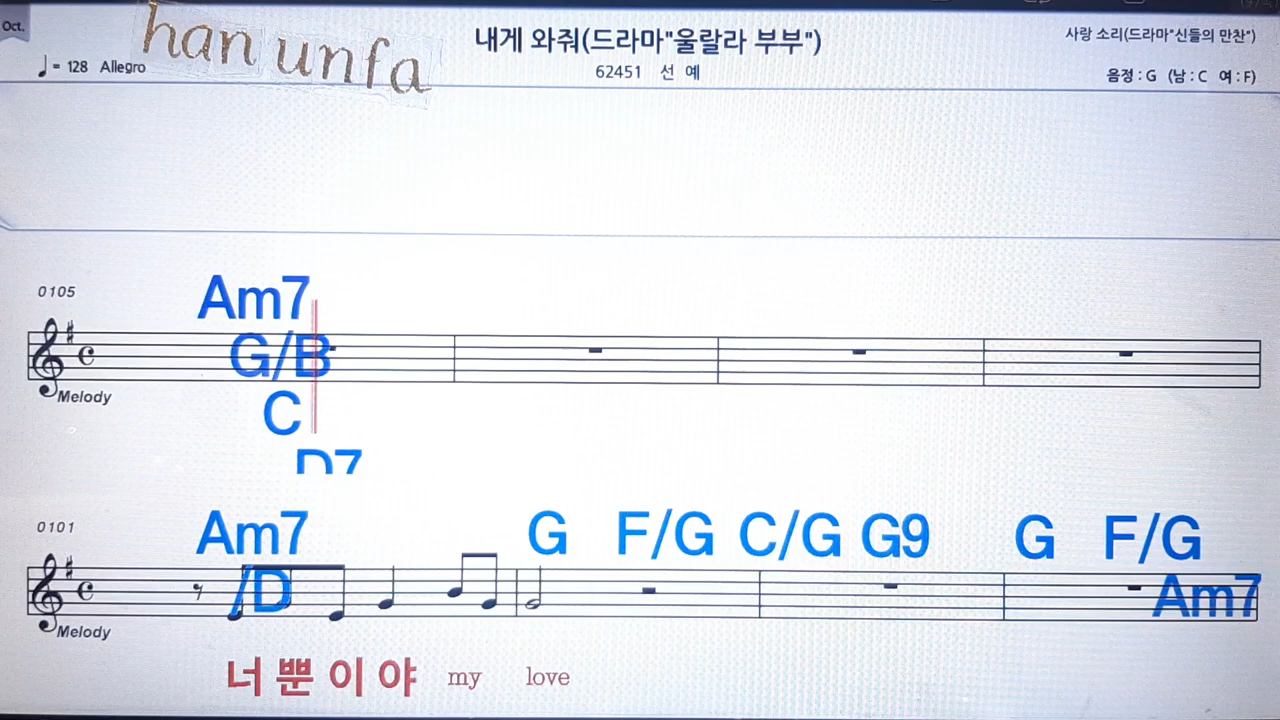 Oct.
han unfa
내게 와줘(드라마"울랄라 부부")
사랑 소리(드라마"신들의 만찬")
♩= 128 Allegro
62451 선 예
음정 : G (남 : C 여 : F)
0105
Am7
G/B
Melody
C
D7
0101
Am7 G F/G C/G G9 G F/G
/D Am7
Melody
너 뿐 이 야 my love